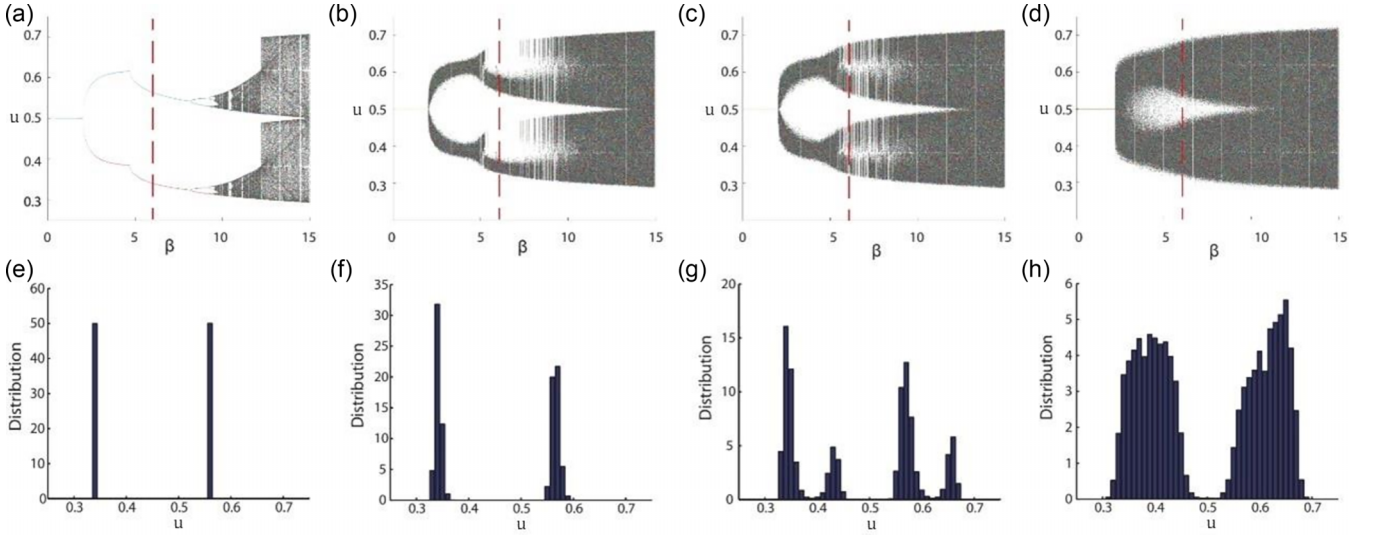 (a) (b) (c) (d)
0.7 0.7 0.7 0.7
0.6 0.6 0.6 0.6
u 0.5 u 0.5 u 0.5 u 0.5
0.4 0.4 0.4 0.4
0.3 0.3 0.3 0.3
0 5 10 15 0 5 10 15 0 5 10 15 0 5 10 15
β β β β
(e) (f) (g) (h)
60 35 20 6
50 30 15 5
40 25 10 4
30 20 5 3
20 15 0 2
10 10 1
0 5 0
0
Distribution Distribution Distribution Distribution
0.3 0.4 0.5 0.6 0.7 0.3 0.4 0.5 0.6 0.7 0.3 0.4 0.5 0.6 0.7 0.3 0.4 0.5 0.6 0.7
u u u u